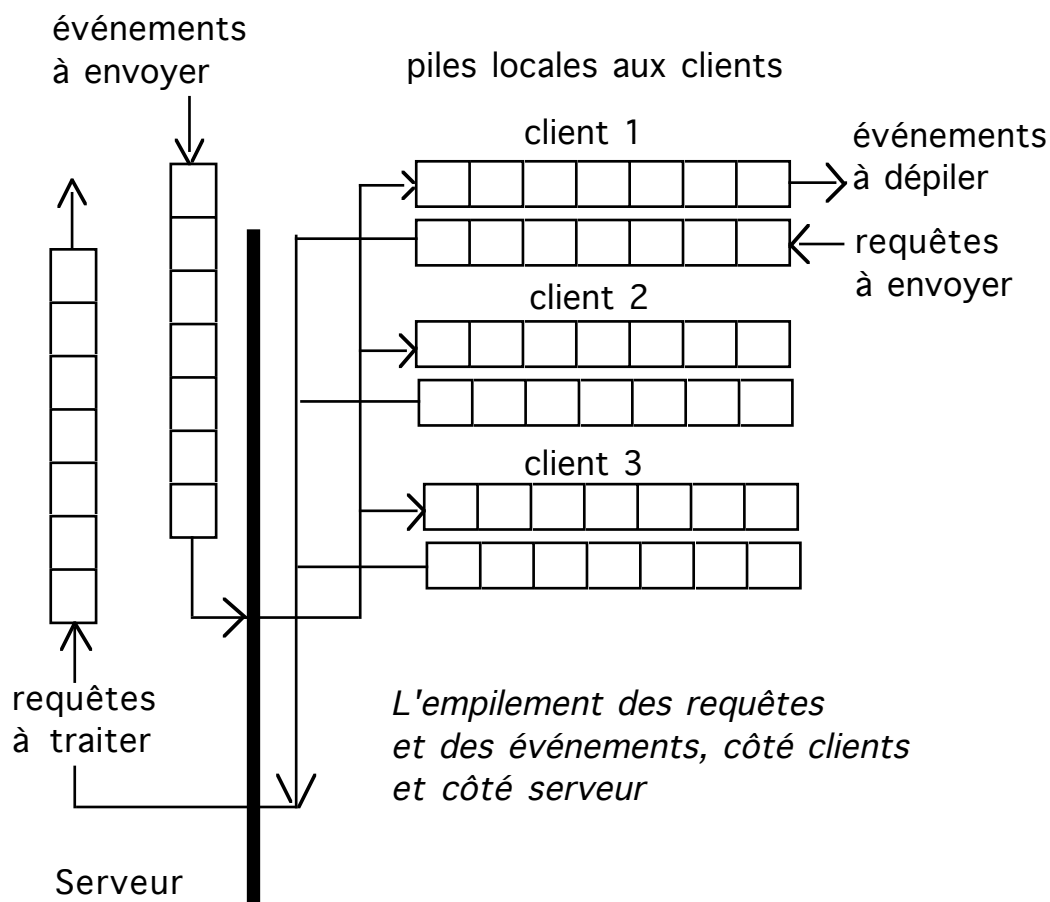 événements
à envoyer
piles locales aux clients
client 1
événements
à dépiler
requêtes
à envoyer
client 2
client 3
requêtes
à traiter
L'empilement des requêtes
et des événements, côté clients
et côté serveur
Serveur